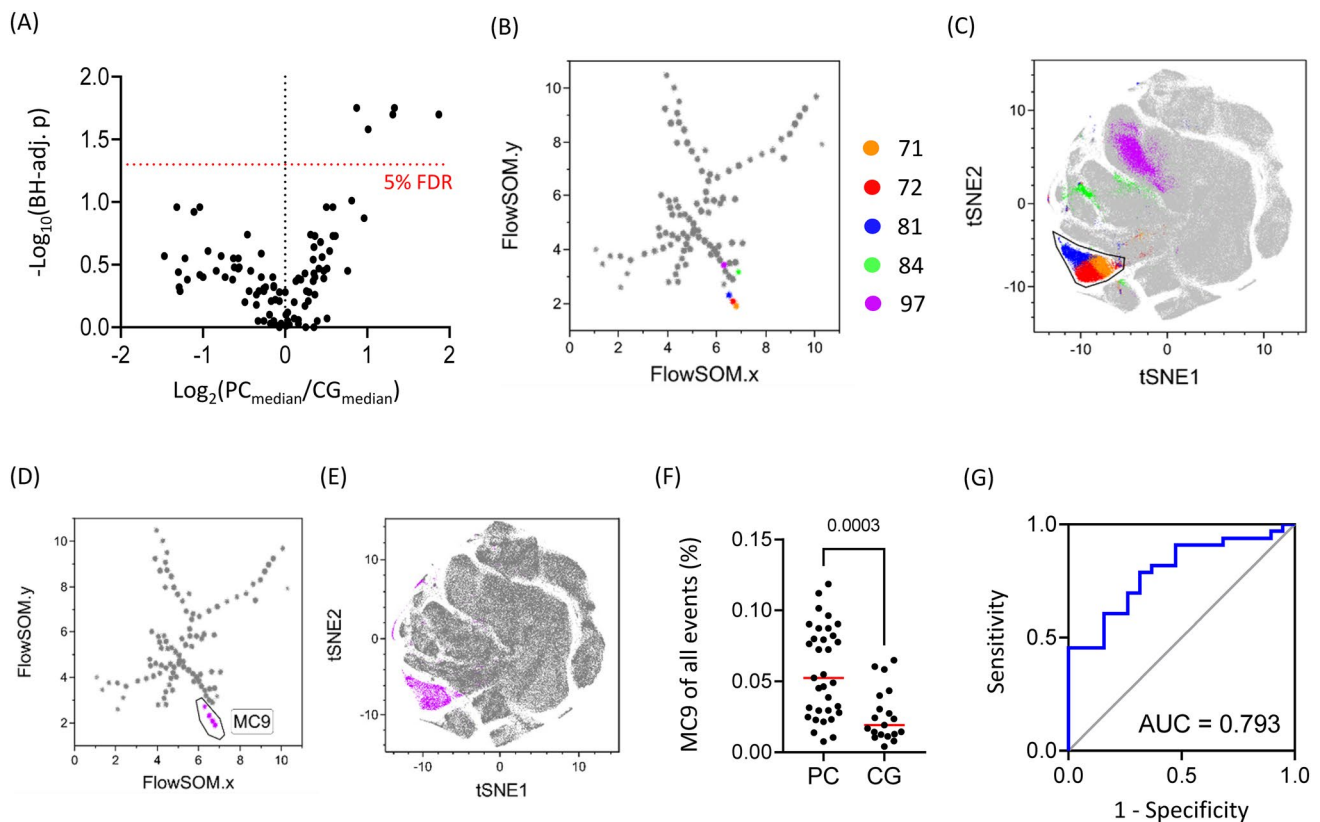 (A)
2.0
1.5
1.0
0.5
0.0
-2
-1
0
1
2
-Log10(BH-adj. p)
5% FDR
Log2(PCmedian/CGmedian)
(B)
10
8
6
4
2
0
2
4
6
8
10
FlowSOM.y
FlowSOM.x
71
72
81
84
97
(C)
10
0
-10
-10
0
10
tSNE2
tSNE1
(D)
10
8
6
4
2
0
2
4
6
8
10
FlowSOM.y
FlowSOM.x
MC9
(E)
10
0
-10
-10
0
10
tSNE2
tSNE1
(F)
0.0003
0.15
0.10
0.05
0.00
MC9 of all events (%)
PC
CG
(G)
1.0
0.5
0.0
0.0
0.5
1.0
Sensitivity
AUC = 0.793
1 - Specificity